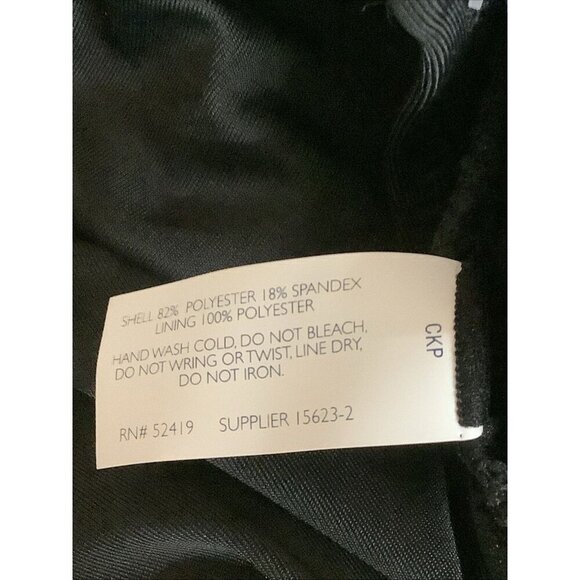 SHELL 82% POLYESTER 18% SPANDEX
LINING 100% POLYESTER
HAND WASH COLD, DO NOT BLEACH,
DO NOT WRING OR TWIST, LINE DRY,
DO NOT IRON.
RN# 52419 SUPPLIER 15623-2
CKP